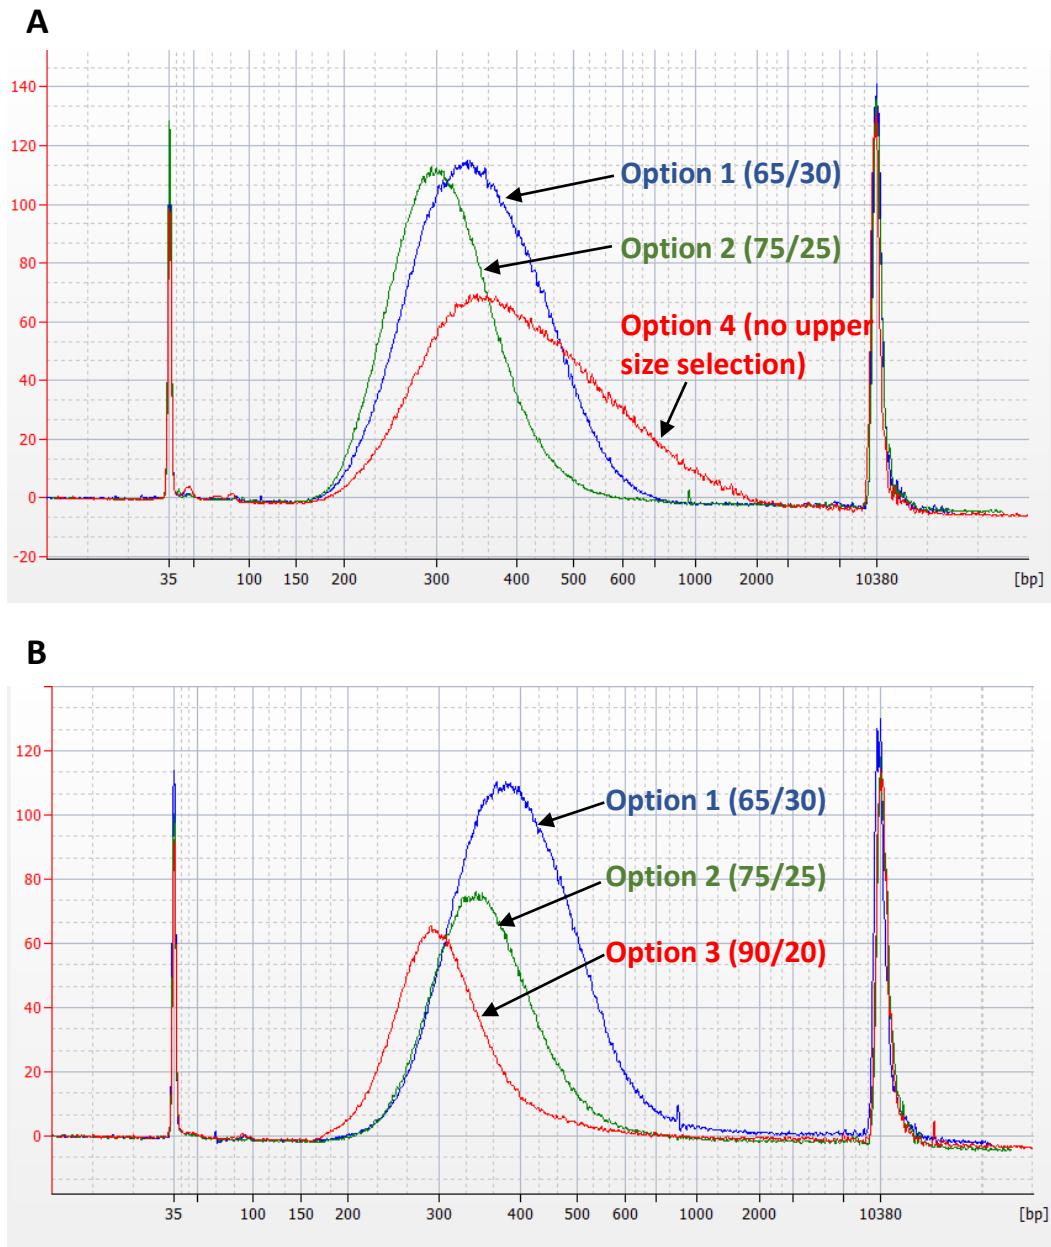 A
140
120
100
80
60
40
20
0
-20
Option 1 (65/30)
Option 2 (75/25)
Option 4 (no upper
size selection)
35 100 150 200 300 400 500 600 1000 2000 10380 [bp]
B
120
100
80
60
40
20
0
Option 1 (65/30)
Option 2 (75/25)
Option 3 (90/20)
35 100 150 200 300 400 500 600 1000 2000 10380 [bp]